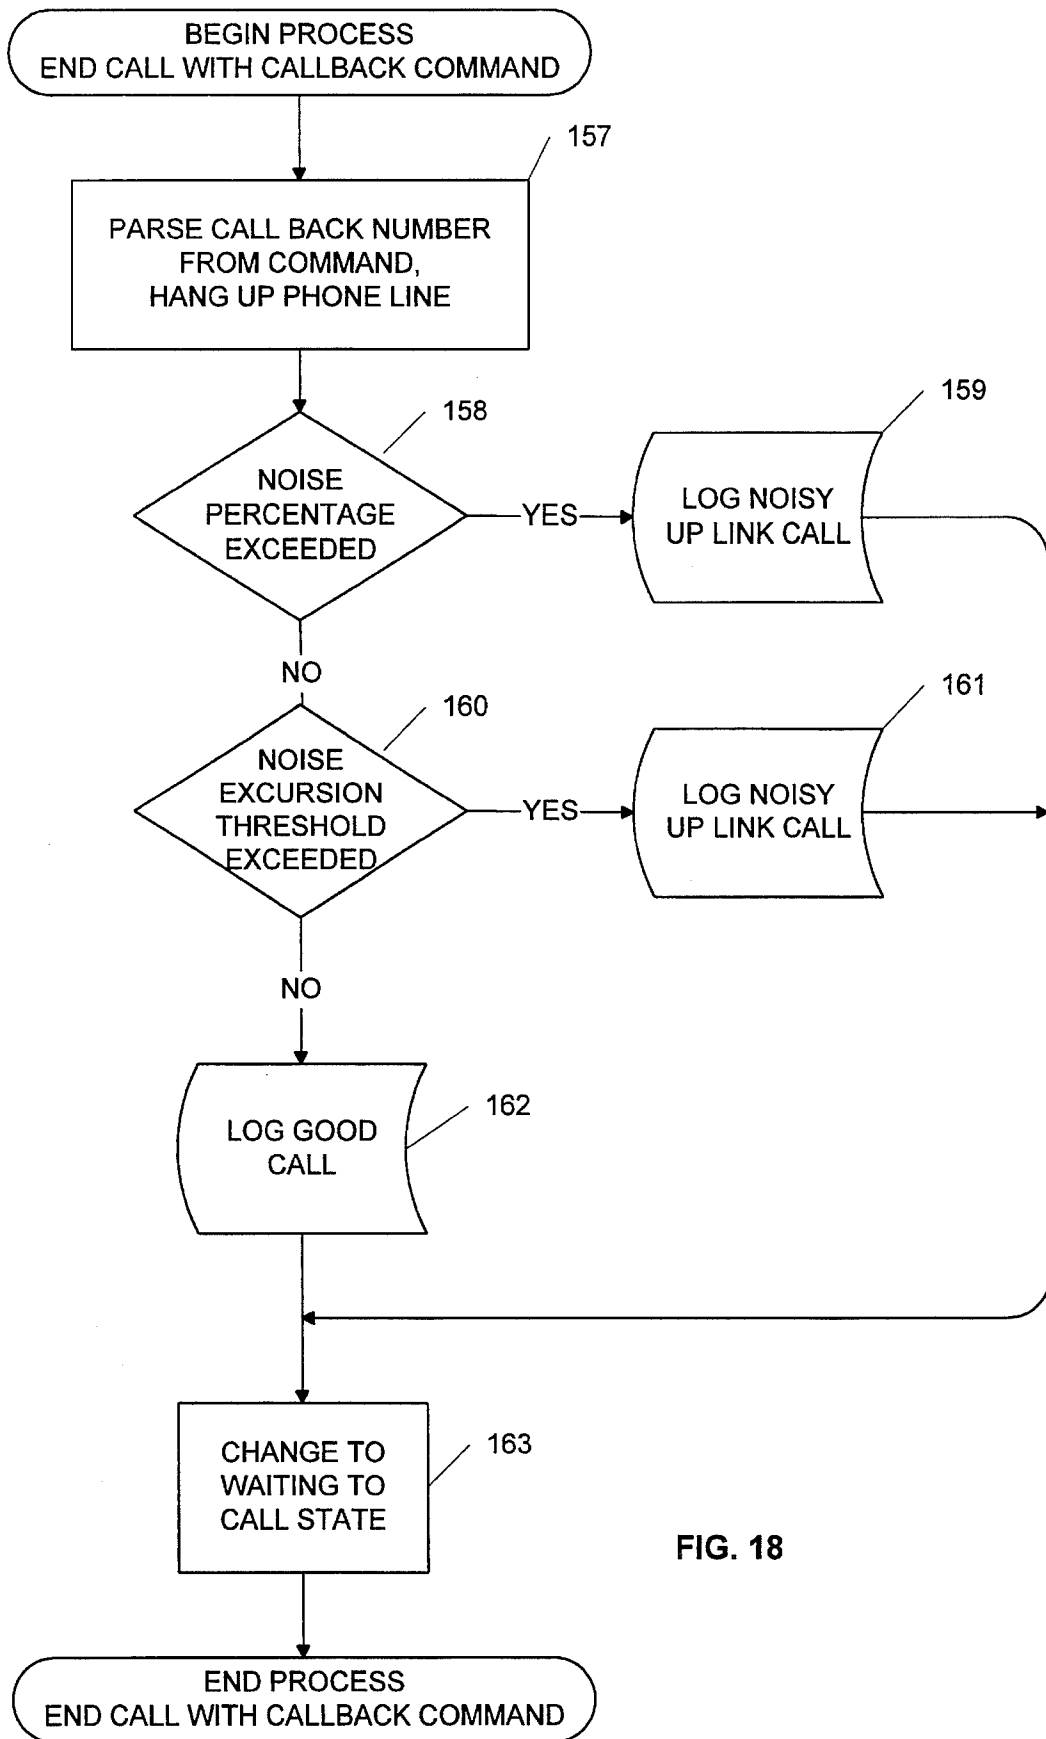 BEGIN PROCESS
END CALL WITH CALLBACK COMMAND
157
PARSE CALL BACK NUMBER
FROM COMMAND,
HANG UP PHONE LINE
158
NOISE
PERCENTAGE
EXCEEDED
YES
159
LOG NOISY
UP LINK CALL
NO
160
NOISE
EXCURSION
THRESHOLD
EXCEEDED
YES
161
LOG NOISY
UP LINK CALL
NO
162
LOG GOOD
CALL
163
CHANGE TO
WAITING TO
CALL STATE
FIG. 18
END PROCESS
END CALL WITH CALLBACK COMMAND